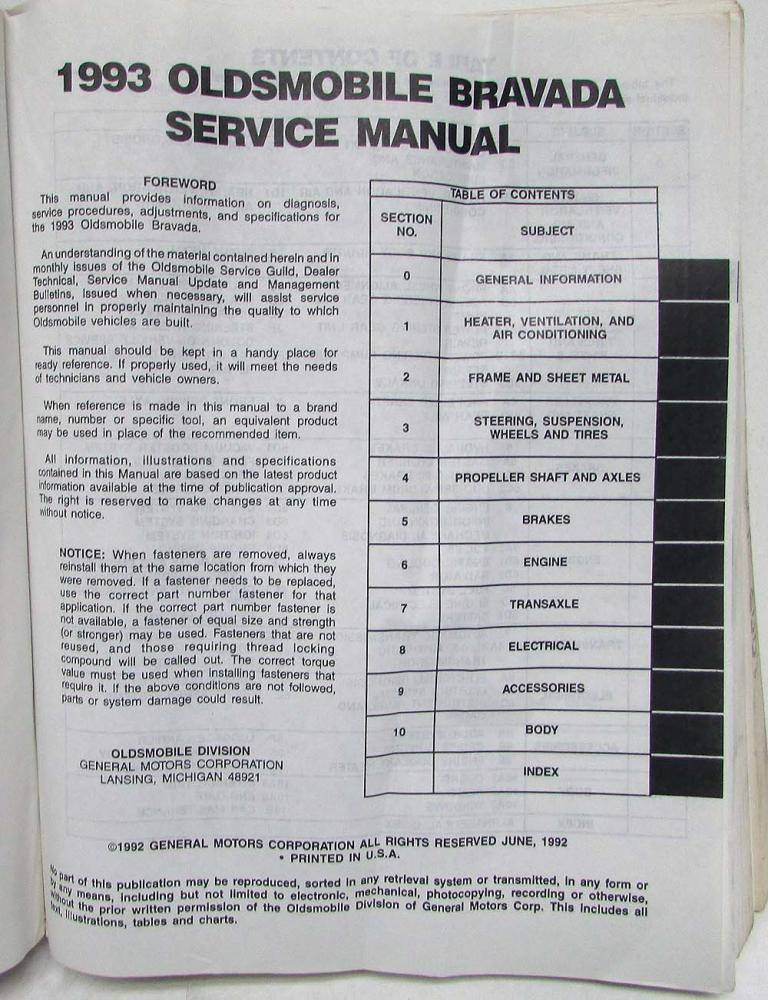 1993 OLDSMOBILE BRAVADA
SERVICE MANUAL
FOREWORD
This manual provides information on diagnosis,
service procedures, adjustments, and specifications for
the 1993 Oldsmobile Bravada.
An understanding of the material contained herein and in
monthly issues of the Oldsmobile Service Guild, Dealer
Technical, Service Manual Update and Management
Bulletins, issued when necessary, will assist service
personnel in properly maintaining the quality to which
Oldsmobile vehicles are built.
This manual should be kept in a handy place for
ready reference. If properly used, it will meet the needs
of technicians and vehicle owners.
When reference is made in this manual to a brand
name, number or specific tool, an equivalent product
may be used in place of the recommended item.
All information, illustrations and specifications
contained in this Manual are based on the latest product
information available at the time of publication approval.
The right is reserved to make changes at any time
without notice.
NOTICE: When fasteners are removed, always
reinstall them at the same location from which they
were removed. If a fastener needs to be replaced,
use the correct part number fastener for that
application. If the correct part number fastener is
not available, a fastener of equal size and strength
(or stronger) may be used. Fasteners that are not
reused, and those requiring thread locking
compound will be called out. The correct torque
value must be used when installing fasteners that
require it. If the above conditions are not followed,
parts or system damage could result.
OLDSMOBILE DIVISION
GENERAL MOTORS CORPORATION
LANSING, MICHIGAN 48921
TABLE OF CONTENTS
SECTION
NO.
SUBJECT
0 GENERAL INFORMATION
1 HEATER, VENTILATION, AND
AIR CONDITIONING
2 FRAME AND SHEET METAL
3 STEERING, SUSPENSION,
WHEELS AND TIRES
4 PROPELLER SHAFT AND AXLES
5 BRAKES
6 ENGINE
7 TRANSAXLE
8 ELECTRICAL
9 ACCESSORIES
10 BODY
INDEX
©1992 GENERAL MOTORS CORPORATION ALL RIGHTS RESERVED JUNE, 1992
• PRINTED IN U.S.A.
No part of this publication may be reproduced, sorted in any retrieval system or transmitted, in any form or
by any means, including but not limited to electronic, mechanical, photocopying, recording or otherwise,
without the prior written permission of the Oldsmobile Division of General Motors Corp. This includes all
text, illustrations, tables and charts.